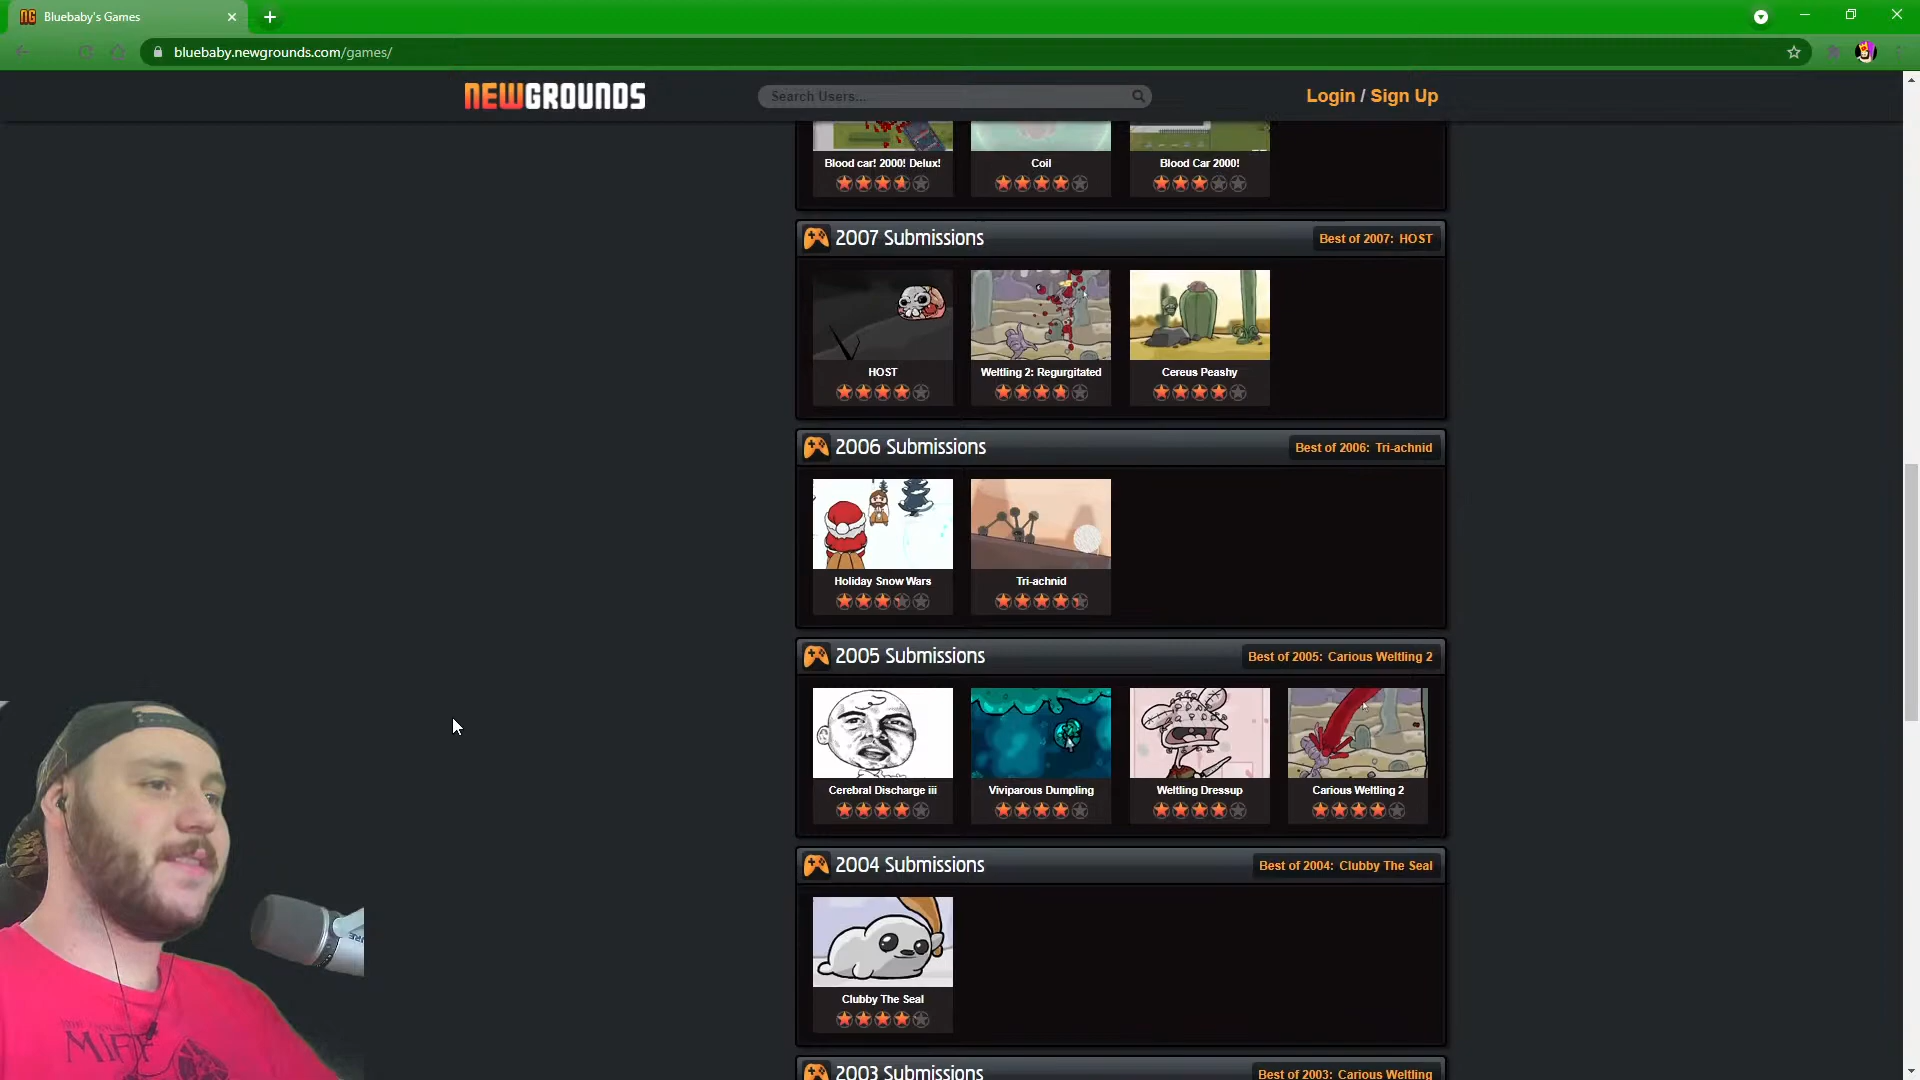 Bluebaby's Games
bluebaby.newgrounds.com/games/
NEWGROUNDS
Search Users...
Login / Sign Up
Blood car! 2000! Delux!
Coil
Blood Car 2000!
2007 Submissions
Best of 2007: HOST
HOST
Weltling 2: Regurgitated
Cereus Peashy
2006 Submissions
Best of 2006: Tri-achnid
Holiday Snow Wars
Tri-achnid
2005 Submissions
Best of 2005: Carious Weltling 2
Cerebral Discharge iii
Viviparous Dumpling
Weltling Dressup
Carious Weltling 2
2004 Submissions
Best of 2004: Clubby The Seal
Clubby The Seal
2003 Submissions
Best of 2003: Carious Weltling